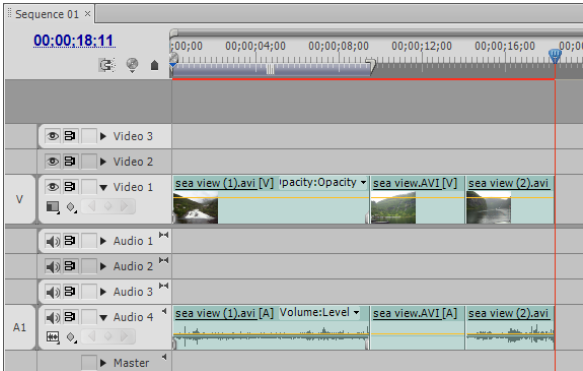 Sequence 01 ×
00;00;18;11
;00;00 00;00;04;00 00;00;08;00 00;00;12;00 00;00;16;00 00;0
Video 3
Video 2
V Video 1 sea view (1).avi [V] ıpacity:Opacity sea view.AVI [V] sea view (2).avi
Audio 1
Audio 2
Audio 3
A1 Audio 4 sea view (1).avi [A] Volume:Level sea view.AVI [A] sea view (2).avi
Master